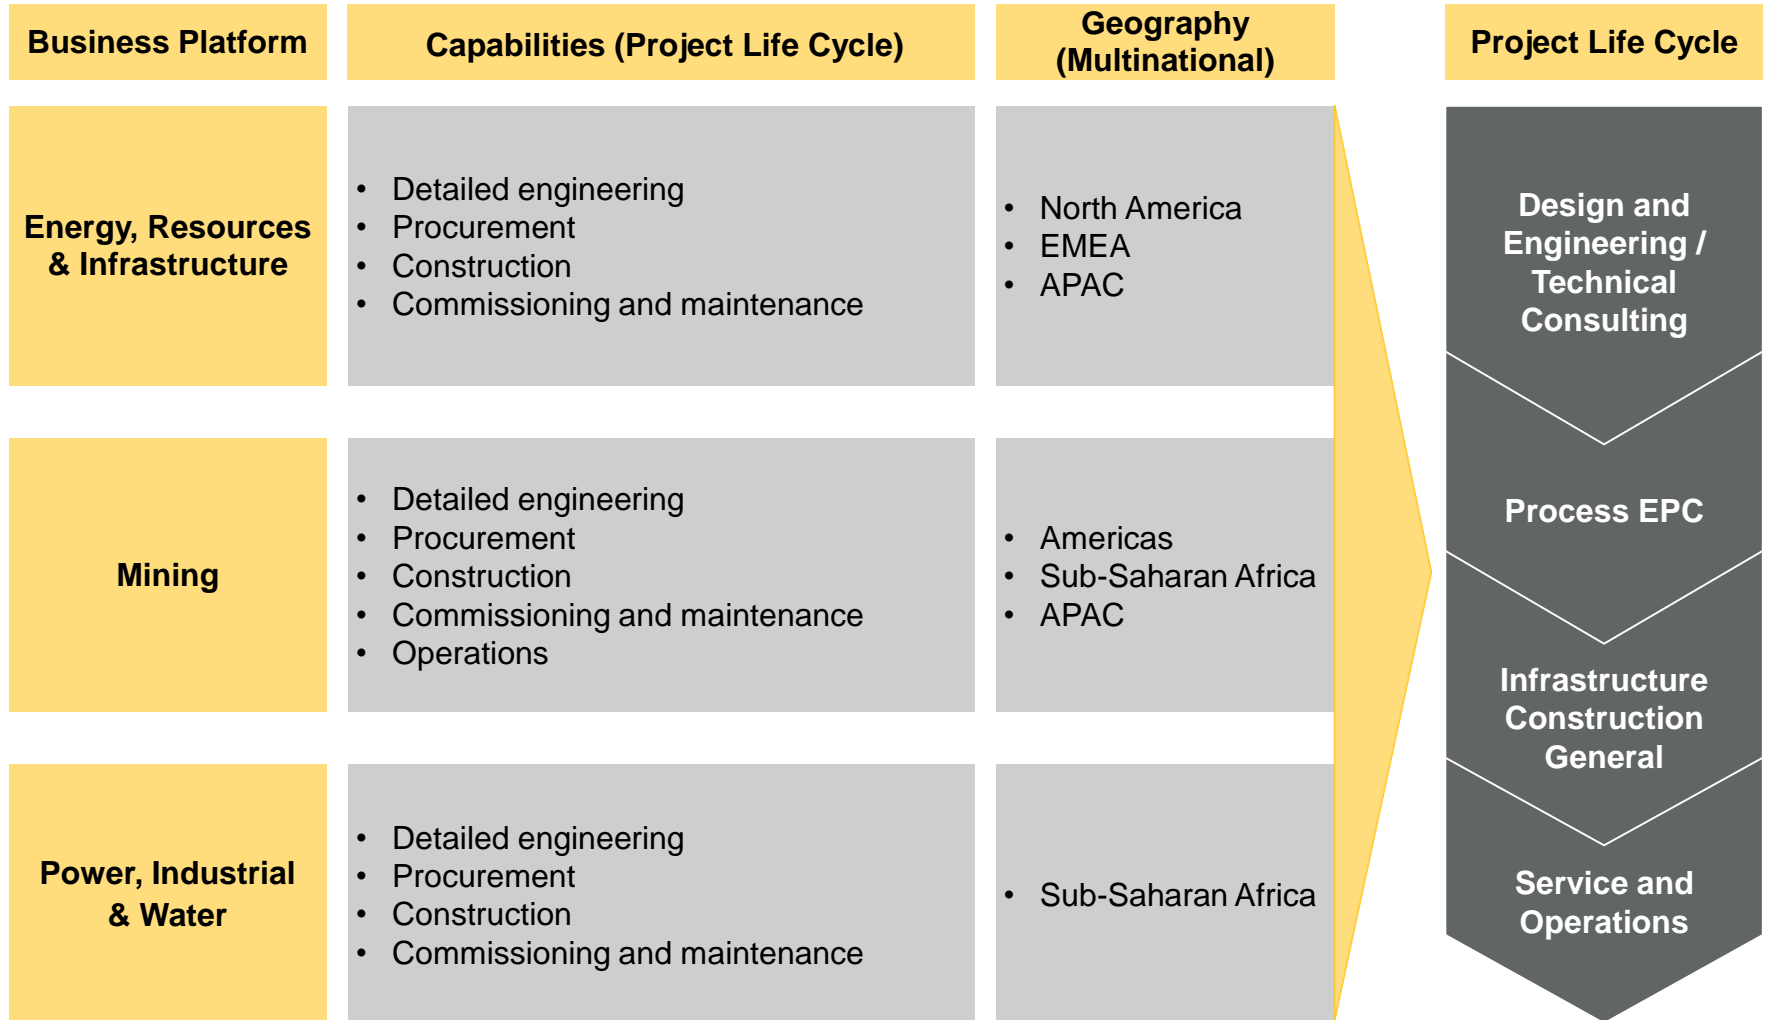 Business Platform
Capabilities (Project Life Cycle)
Geography
(Multinational)
Project Life Cycle
Energy, Resources
& Infrastructure
• Detailed engineering
• Procurement
• Construction
• Commissioning and maintenance
• North America
• EMEA
• APAC
Mining
• Detailed engineering
• Procurement
• Construction
• Commissioning and maintenance
• Operations
• Americas
• Sub-Saharan Africa
• APAC
Power, Industrial
& Water
• Detailed engineering
• Procurement
• Construction
• Commissioning and maintenance
• Sub-Saharan Africa
Design and
Engineering /
Technical
Consulting
Process EPC
Infrastructure
Construction
General
Service and
Operations